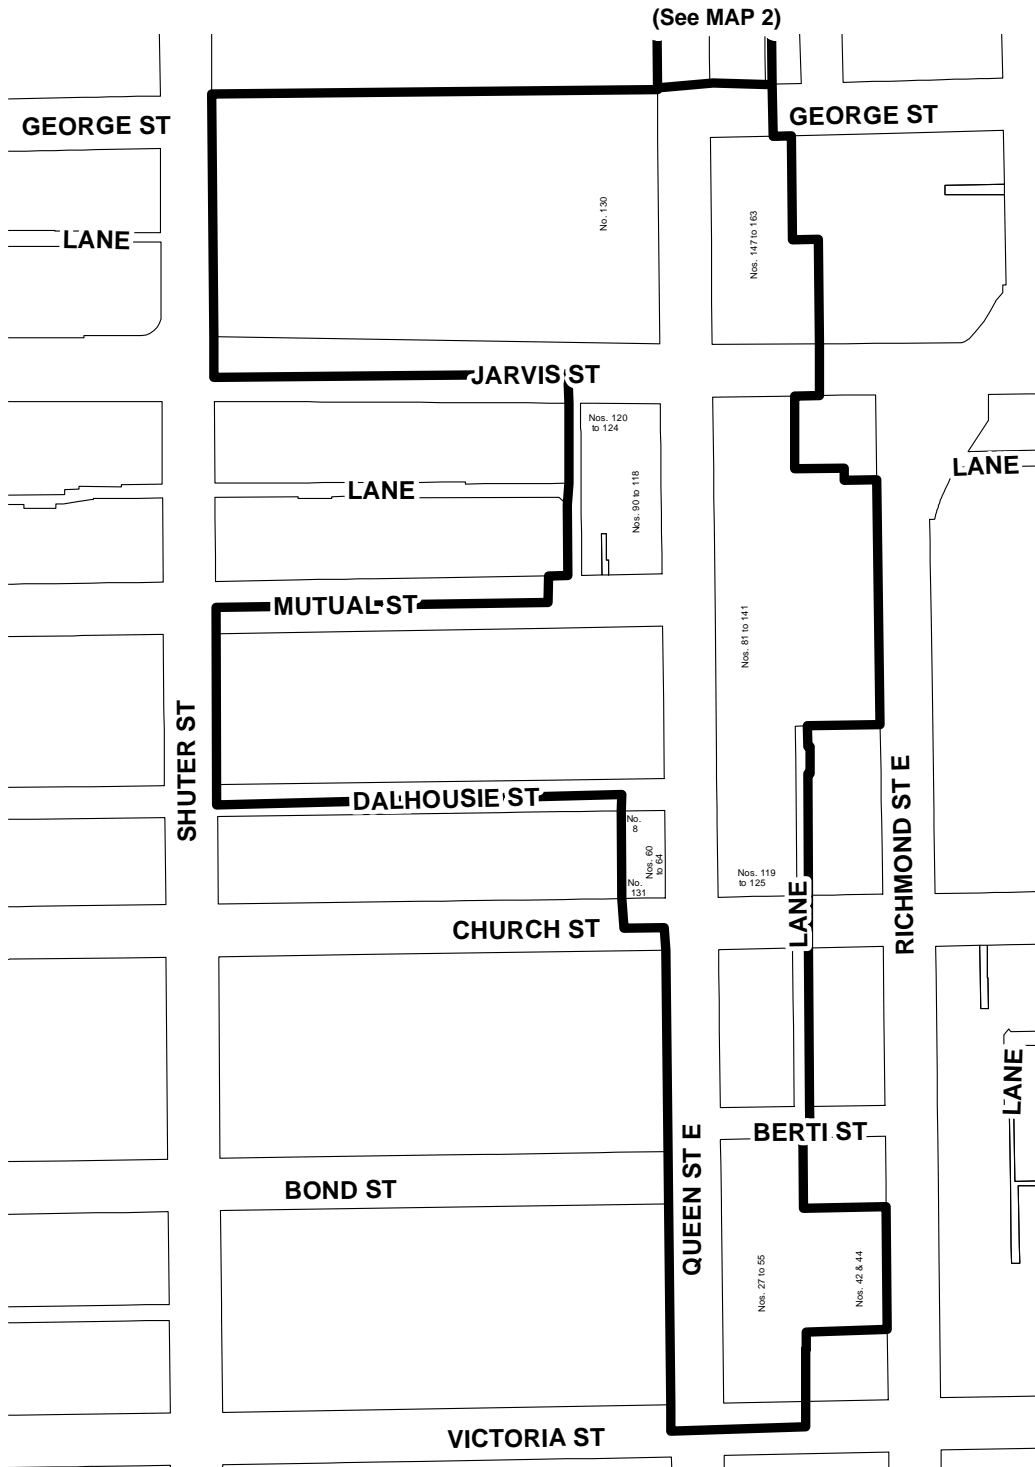 (See MAP 2)
GEORGE ST
GEORGE ST
LANE
No. 130
Nos. 147 to 163
JARVIS ST
Nos. 120
to 124
LANE
Nos. 90 to 118
LANE
MUTUAL ST
Nos. 81 to 141
SHUTER ST
DALHOUSIE ST
RICHMOND ST E
No.
8
Nos. 60
to 64
No.
131
Nos. 119
to 125
LANE
CHURCH ST
LANE
BERTI ST
QUEEN ST E
BOND ST
Nos. 27 to 55
Nos. 42 & 44
VICTORIA ST